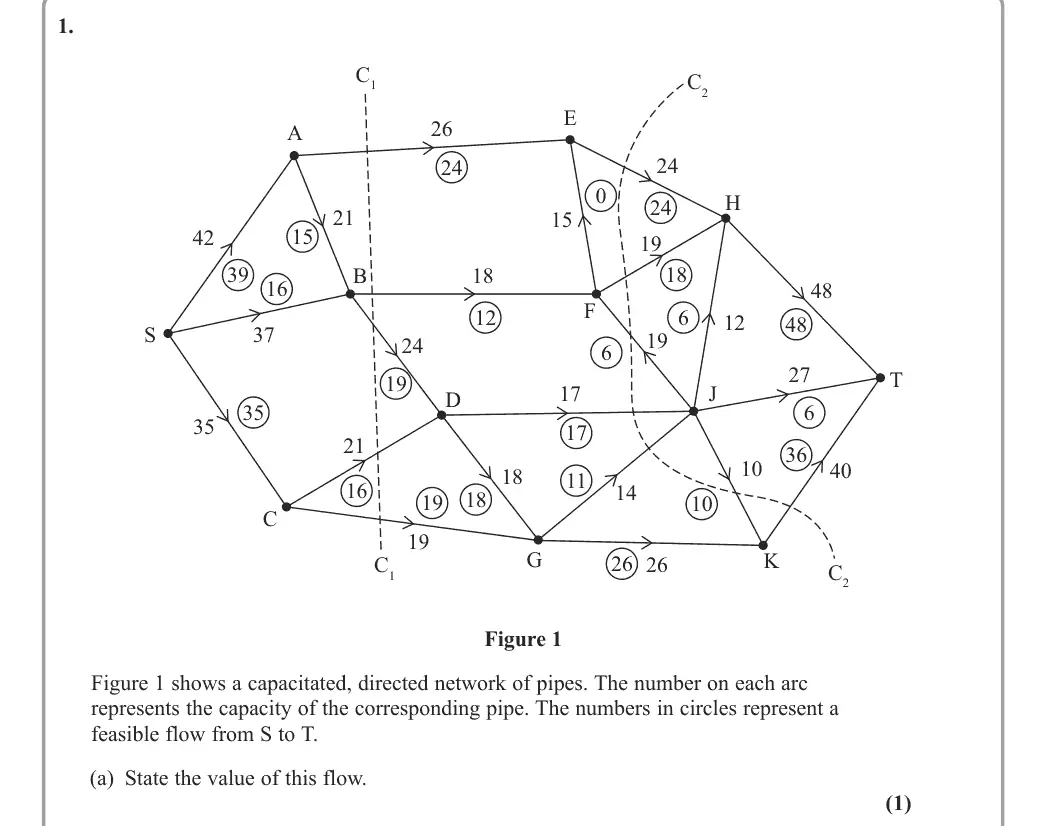 1.
C1
C2
A
E
26
24
24
0
24
H
15
21
15
19
42
39
16
B
18
18
48
S
37
12
F
6
12
48
24
6
19
27
T
35
35
19
D
17
J
6
21
17
36
16
18
11
10
40
C
19
18
14
10
19
G
26
26
K
C1
C2
Figure 1
Figure 1 shows a capacitated, directed network of pipes. The number on each arc
represents the capacity of the corresponding pipe. The numbers in circles represent a
feasible flow from S to T.
(a) State the value of this flow.
(1)